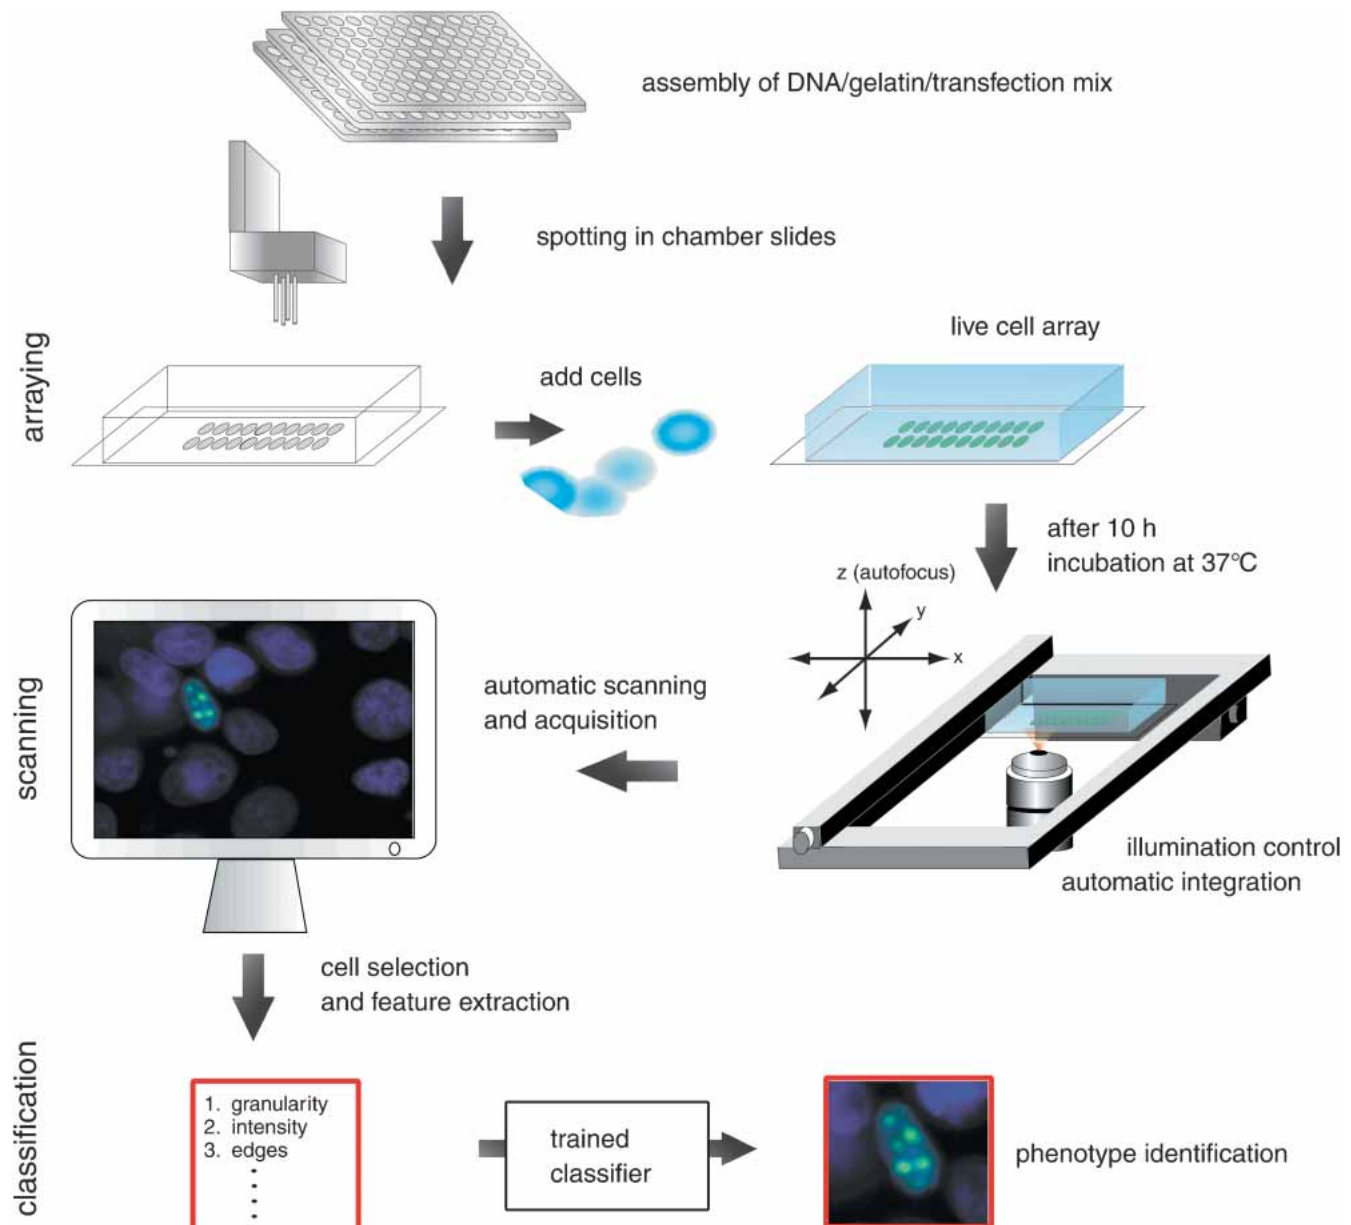 assembly of DNA/gelatin/transfection mix
spotting in chamber slides
arraying
add cells
live cell array
after 10 h
incubation at 37°C
z (autofocus)
y
x
scanning
automatic scanning
and acquisition
illumination control
automatic integration
cell selection
and feature extraction
classification
1. granularity
2. intensity
3. edges
trained
classifier
phenotype identification